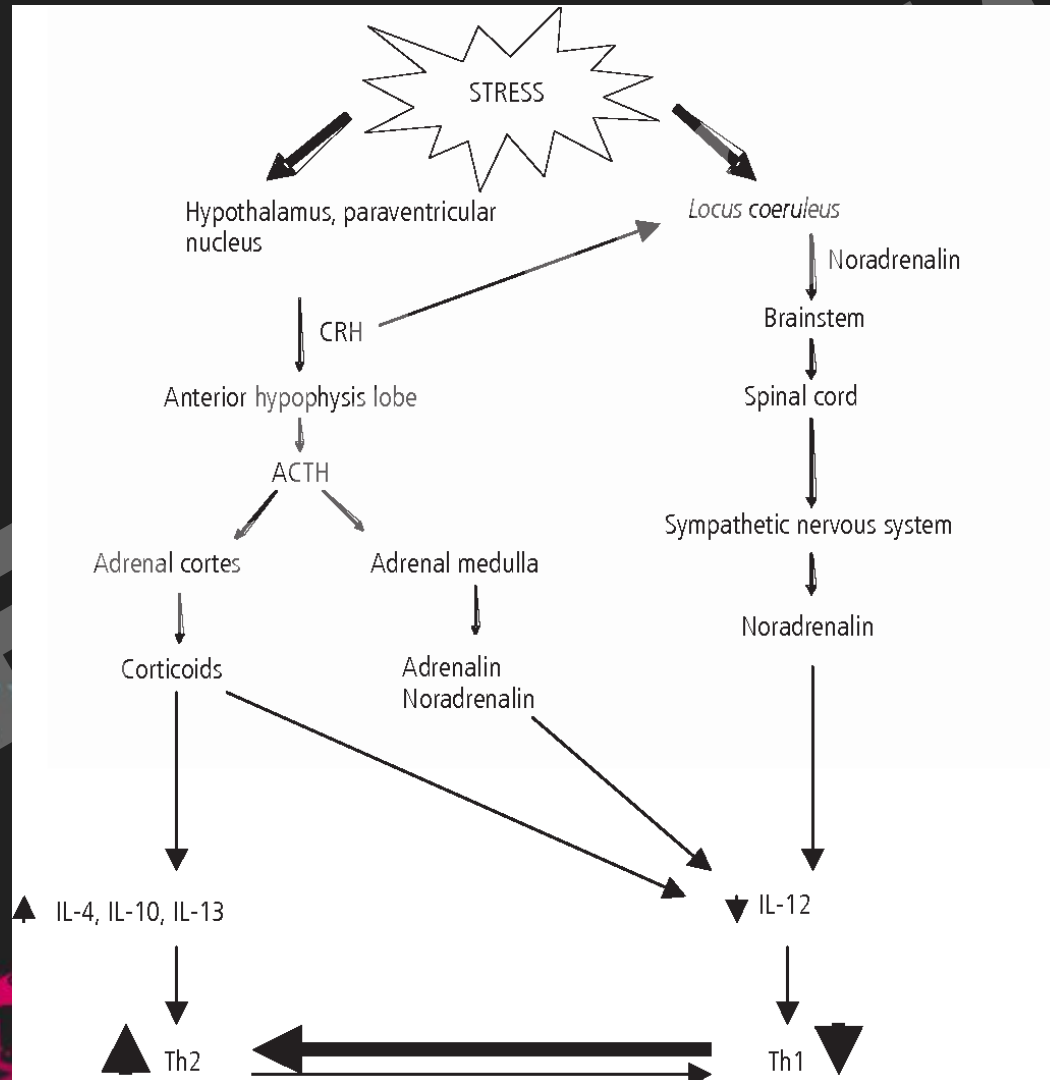 STRESS
Hypothalamus, paraventricular
nucleus
Locus coeruleus
Noradrenalin
CRH
Brainstem
Anterior hypophysis lobe
Spinal cord
ACTH
Sympathetic nervous system
Adrenal cortes
Adrenal medulla
Noradrenalin
Corticoids
Adrenalin
Noradrenalin
IL-4, IL-10, IL-13
IL-12
Th2
Th1